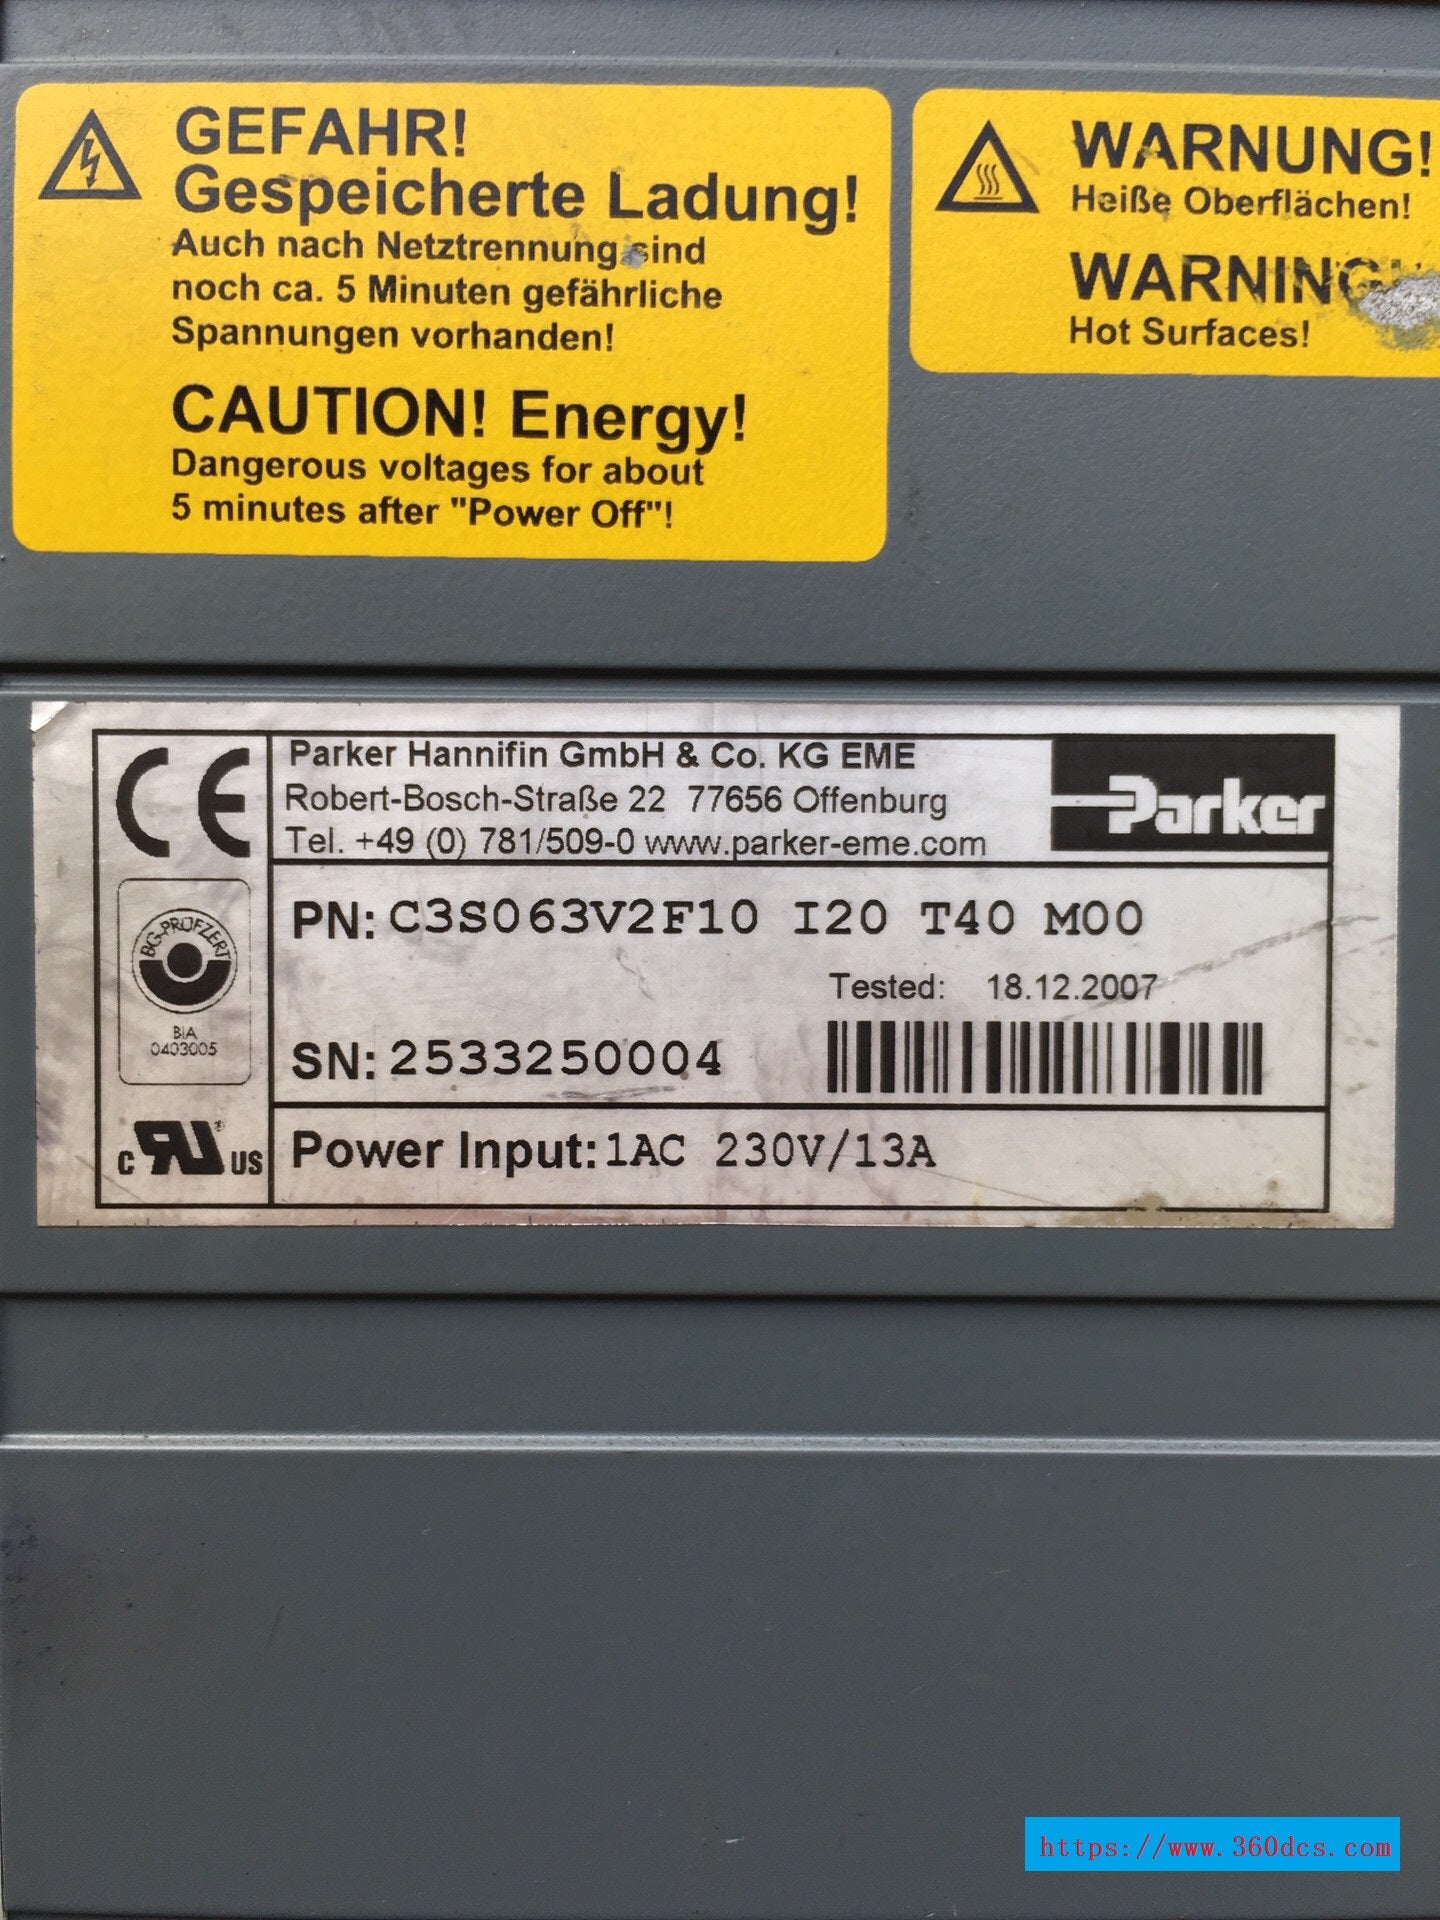 GEFAHR!
Gespeicherte Ladung!
Auch nach Netztrennung sind
noch ca. 5 Minuten gefährliche
Spannungen vorhanden!
CAUTION! Energy!
Dangerous voltages for about
5 minutes after "Power Off"!
WARNUNG!
Heiße Oberflächen!
WARNING
Hot Surfaces!
CE
Parker Hannifin GmbH & Co. KG EME
Robert-Bosch-Straße 22 77656 Offenburg
Tel. +49 (0) 781/509-0 www.parker-eme.com
Parker
BG-PRÜFZERT
BIA
0403005
PN: C3S063V2F10 I20 T40 M00
Tested: 18.12.2007
SN: 2533250004
c RU US
Power Input: 1AC 230V/13A
https://www.360dcs.com